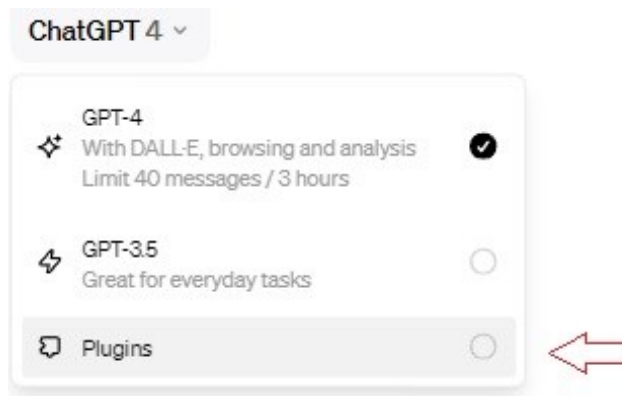 ChatGPT 4
GPT-4
With DALL·E, browsing and analysis
Limit 40 messages / 3 hours
GPT-3.5
Great for everyday tasks
Plugins